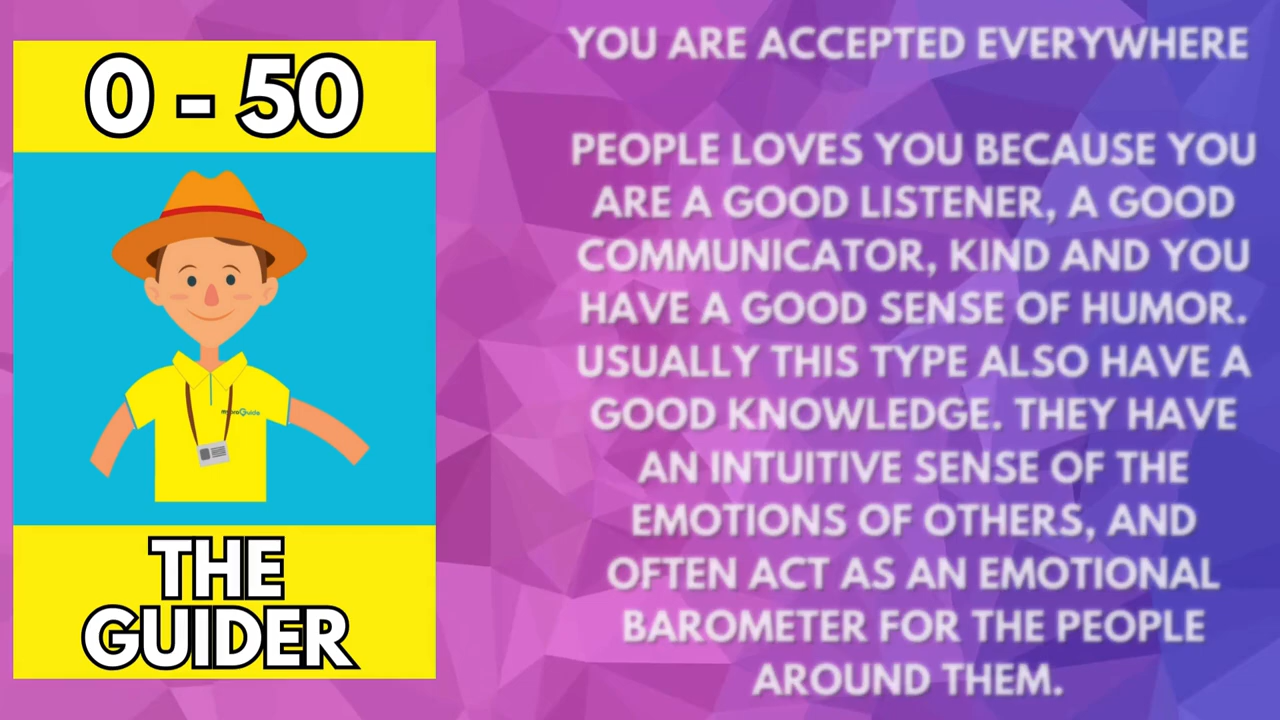 0 - 50
THE
GUIDER
YOU ARE ACCEPTED EVERYWHERE
PEOPLE LOVES YOU BECAUSE YOU
ARE A GOOD LISTENER, A GOOD
COMMUNICATOR, KIND AND YOU
HAVE A GOOD SENSE OF HUMOR.
USUALLY THIS TYPE ALSO HAVE A
GOOD KNOWLEDGE. THEY HAVE
AN INTUITIVE SENSE OF THE
EMOTIONS OF OTHERS, AND
OFTEN ACT AS AN EMOTIONAL
BAROMETER FOR THE PEOPLE
AROUND THEM.